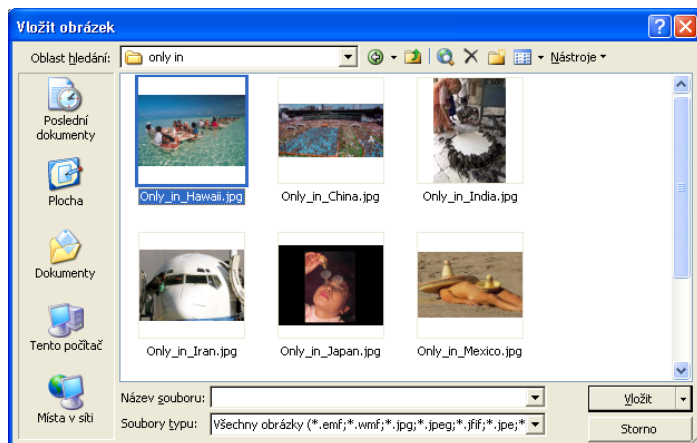 Vložit obrázek
Oblast hledání: only in Nástroje
Poslední dokumenty
Plocha
Dokumenty
Tento počítač
Místa v síti
Only_in_Hawaii.jpg Only_in_China.jpg Only_in_India.jpg
Only_in_Iran.jpg Only_in_Japan.jpg Only_in_Mexico.jpg
Název souboru: Vložit
Soubory typu: Všechny obrázky (*.emf;*.wmf;*.jpg;*.jpeg;*.jfif;*.jpe;* Storno